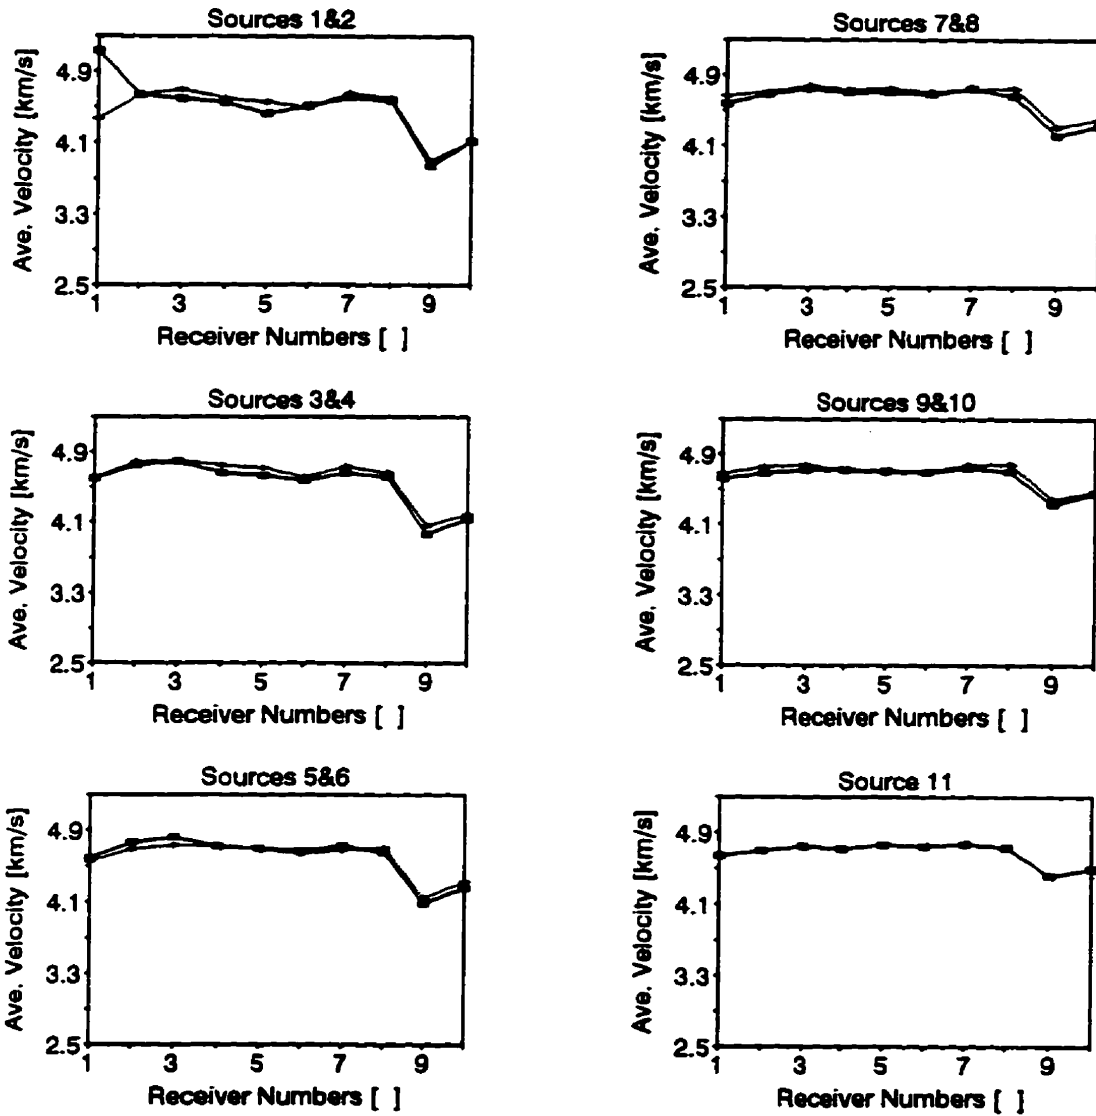 Sources 1&2
Ave. Velocity [km/s]
4.9
4.1
3.3
2.5
1 3 5 7 9
Receiver Numbers [ ]
Sources 7&8
Ave. Velocity [km/s]
4.9
4.1
3.3
2.5
1 3 5 7 9
Receiver Numbers [ ]
Sources 3&4
Ave. Velocity [km/s]
4.9
4.1
3.3
2.5
1 3 5 7 9
Receiver Numbers [ ]
Sources 9&10
Ave. Velocity [km/s]
4.9
4.1
3.3
2.5
1 3 5 7 9
Receiver Numbers [ ]
Sources 5&6
Ave. Velocity [km/s]
4.9
4.1
3.3
2.5
1 3 5 7 9
Receiver Numbers [ ]
Source 11
Ave. Velocity [km/s]
4.9
4.1
3.3
2.5
1 3 5 7 9
Receiver Numbers [ ]